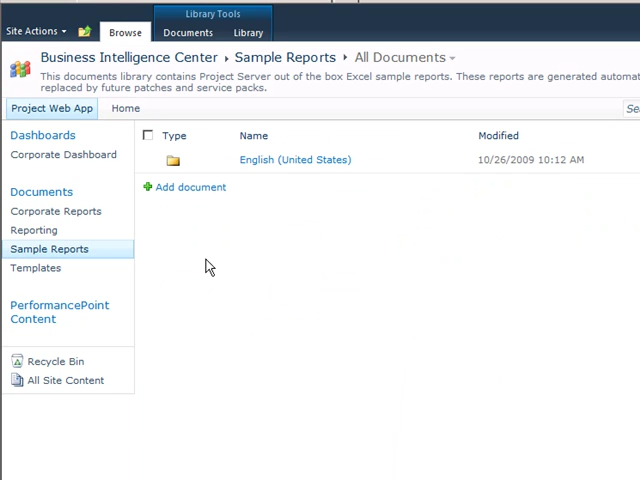 Library Tools
Site Actions
Browse
Documents
Library
Business Intelligence Center
Sample Reports
All Documents
This documents library contains Project Server out of the box Excel sample reports. These reports are generated
replaced by future patches and service packs.
Project Web App
Home
Dashboards
Corporate Dashboard
Documents
Corporate Reports
Reporting
Sample Reports
Templates
PerformancePoint
Content
Recycle Bin
All Site Content
Type
Name
Modified
English (United States)
10/26/2009 10:12 AM
Add document